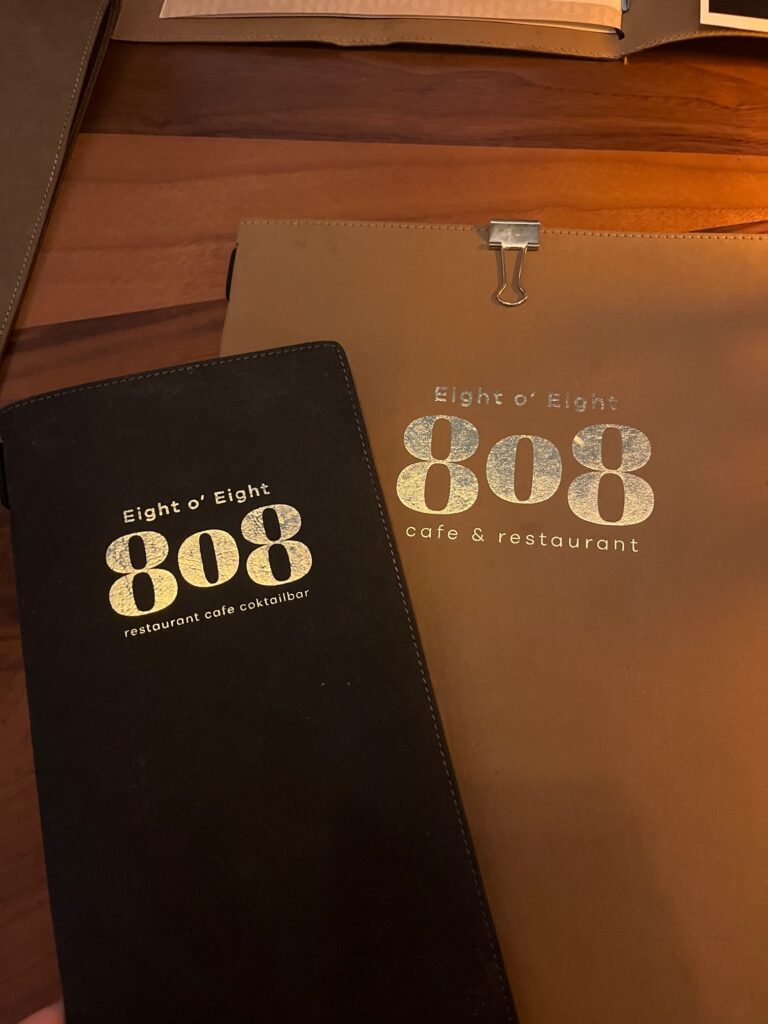 Eight o' Eight
808
cafe & restaurant
Eight o' Eight
808
restaurant cafe coktailbar